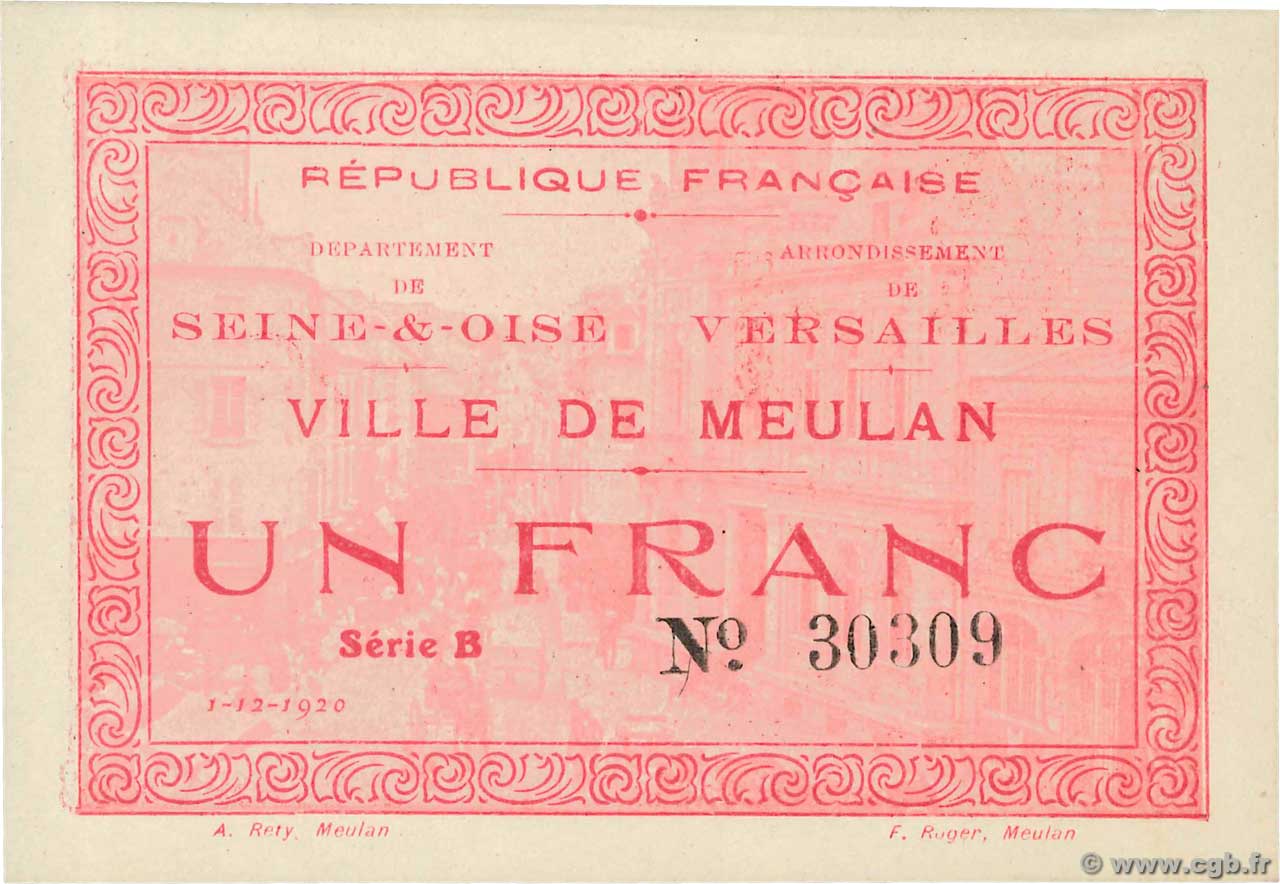 RÉPUBLIQUE FRANÇAISE
DEPARTEMENT
DE
SEINE-&-OISE
ARRONDISSEMENT
DE
VERSAILLES
VILLE DE MEULAN
UN FRANC
Série B
Nº 30309
1-12-1920
A. Rety, Meulan
F. Roger, Meulan
© www.cgb.fr